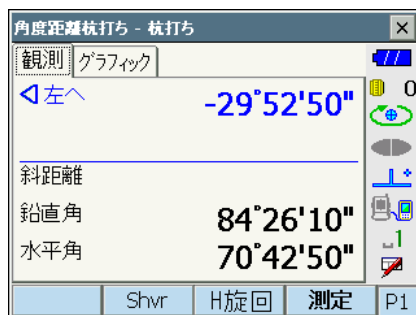 角度距離杭打ち - 杭打ち
観測 グラフィック
左へ -29°52'50"
0
斜距離
鉛直角 84°26'10"
水平角 70°42'50"
1
Shvr H旋回 測定 P1